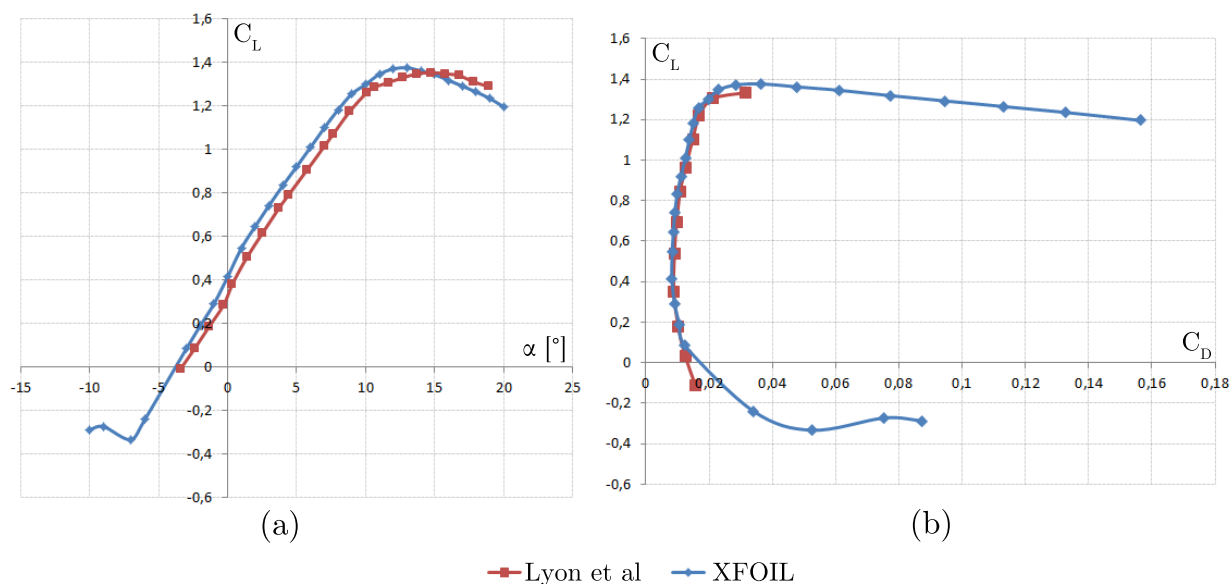 1,6
C_L
1,4
1,2
1
0,8
0,6
0,4
0,2
α [°]
0
-15 -10 -5 0 5 10 15 20 25
-0,2
-0,4
-0,6
(a)
1,6
C_L
1,4
1,2
1
0,8
0,6
0,4
0,2
C_D
0
0 0,02 0,04 0,06 0,08 0,1 0,12 0,14 0,16 0,18
-0,2
-0,4
-0,6
(b)
Lyon et al XFOIL